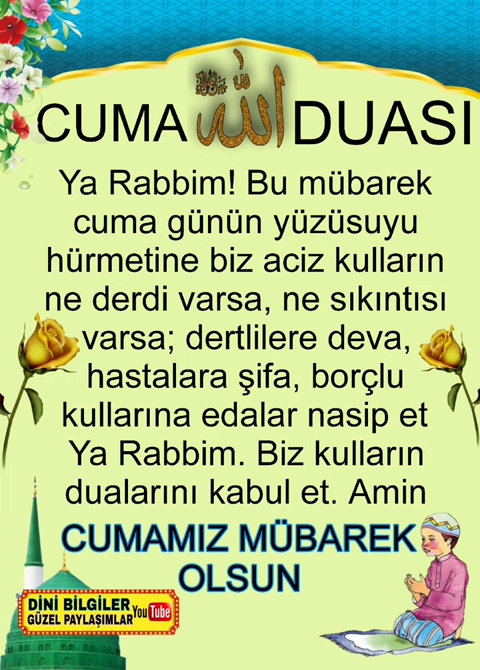 CUMA الله DUASI
Ya Rabbim! Bu mübarek
cuma günün yüzüsuyu
hürmetine biz aciz kulların
ne derdi varsa, ne sıkıntısı
varsa; dertlilere deva,
hastalara şifa, borçlu
kullarına edalar nasip et
Ya Rabbim. Biz kulların
dualarını kabul et. Amin
CUMAMIZ MÜBAREK
OLSUN
DİNİ BİLGİLER
GÜZEL PAYLAŞIMLAR YouTube